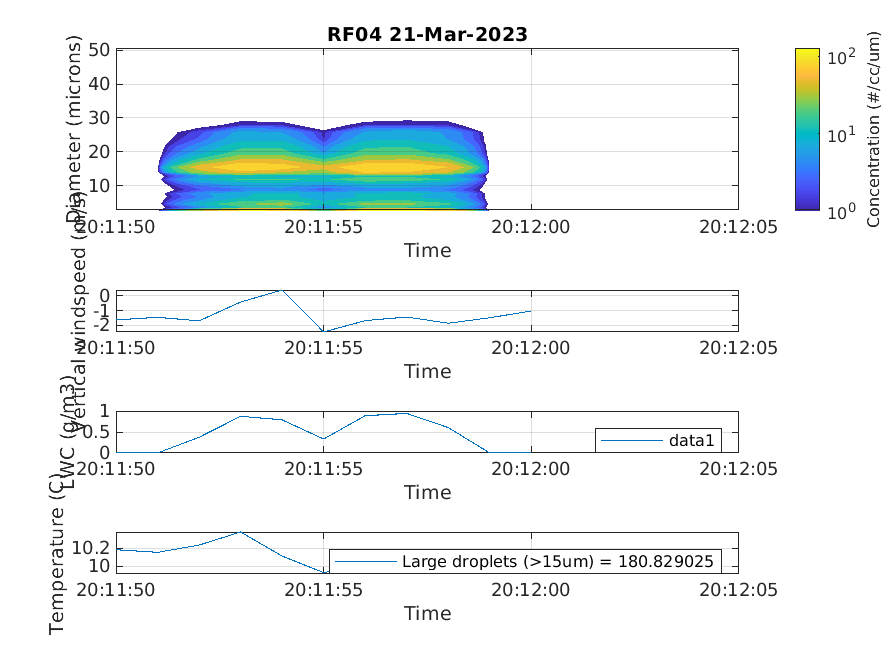 RF04 21-Mar-2023
Diameter (microns)
50
40
30
20
10
20:11:50 20:11:55 20:12:00 20:12:05
Time
10^2
10^1
10^0
Concentration (#/cc/um)
Vertical windspeed (m/s)
0
-1
-2
20:11:50 20:11:55 20:12:00 20:12:05
Time
LWC (g/m3)
1
0.5
0
data1
20:11:50 20:11:55 20:12:00 20:12:05
Time
Temperature (C)
10.2
10
Large droplets (>15um) = 180.829025
20:11:50 20:11:55 20:12:00 20:12:05
Time